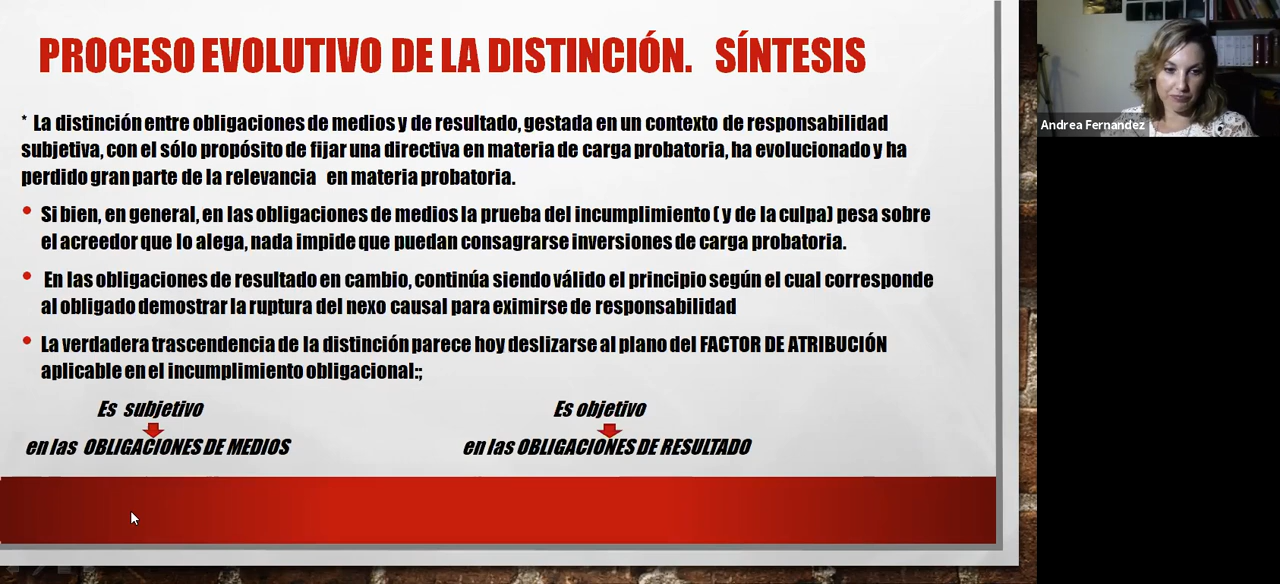 PROCESO EVOLUTIVO DE LA DISTINCIÓN. SÍNTESIS
* La distinción entre obligaciones de medios y de resultado, gestada en un contexto de responsabilidad
subjetiva, con el sólo propósito de fijar una directiva en materia de carga probatoria, ha evolucionado y ha
perdido gran parte de la relevancia en materia probatoria.
• Si bien, en general, en las obligaciones de medios la prueba del incumplimiento ( y de la culpa) pesa sobre
el acreedor que lo alega, nada impide que puedan consagrarse inversiones de carga probatoria.
• En las obligaciones de resultado en cambio, continúa siendo válido el principio según el cual corresponde
al obligado demostrar la ruptura del nexo causal para eximirse de responsabilidad
• La verdadera trascendencia de la distinción parece hoy deslizarse al plano del FACTOR DE ATRIBUCIÓN
aplicable en el incumplimiento obligacional:;
Es subjetivo
en las OBLIGACIONES DE MEDIOS
Es objetivo
en las OBLIGACIONES DE RESULTADO
Andrea Fernandez